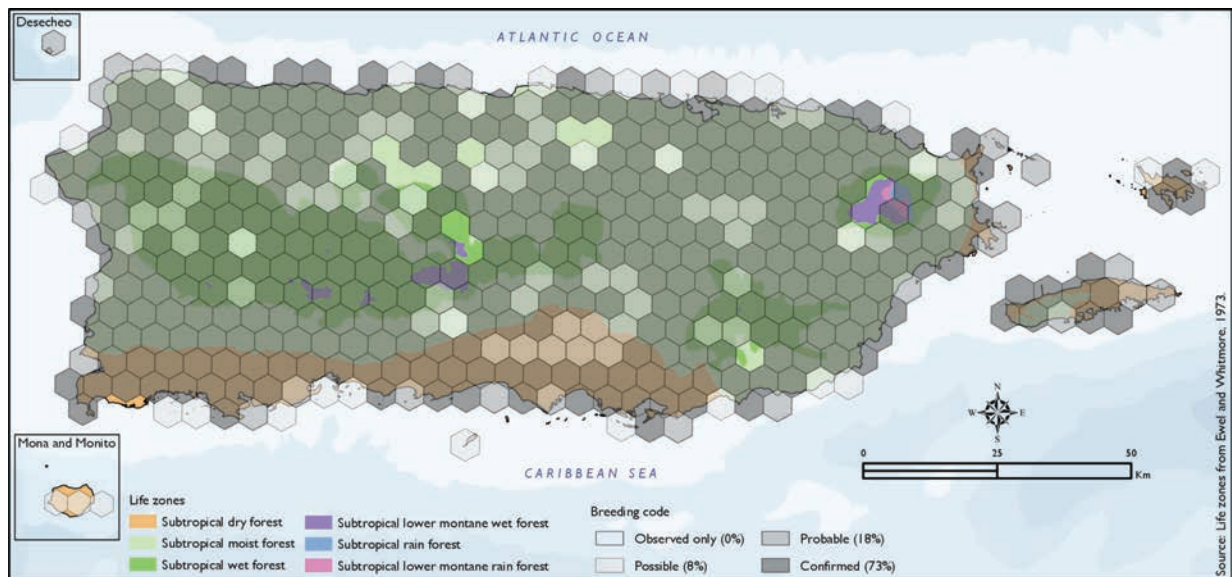 Desecheo
ATLANTIC OCEAN
N
W E
S
0 25 50
Km
CARIBBEAN SEA
Mona and Monito
Life zones
Subtropical dry forest
Subtropical moist forest
Subtropical wet forest
Subtropical lower montane wet forest
Subtropical rain forest
Subtropical lower montane rain forest
Breeding code
Observed only (0%)
Possible (8%)
Probable (18%)
Confirmed (73%)
Source: Life zones from Ewel and Whitmore, 1973.